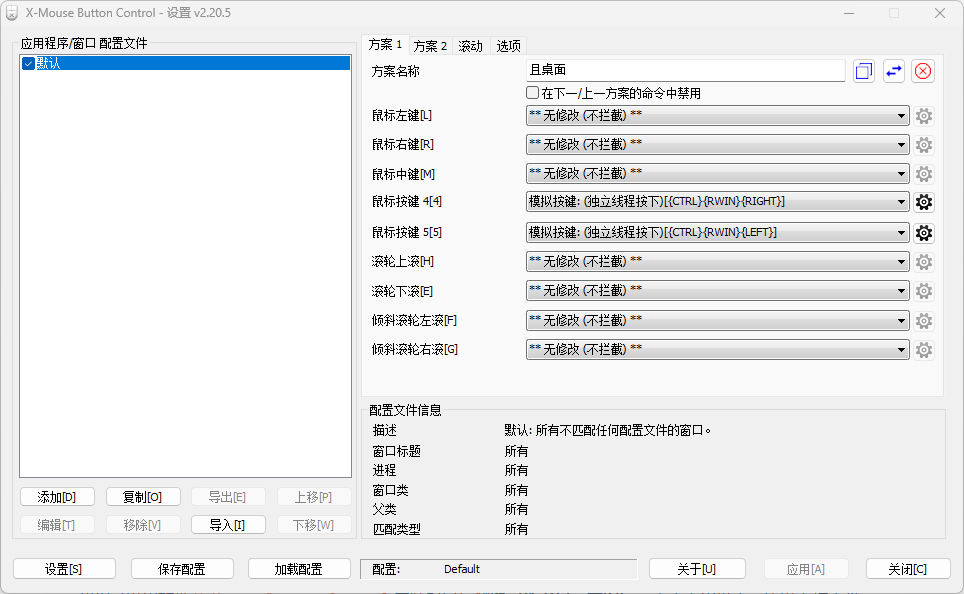 X-Mouse Button Control - 设置 v2.20.5
应用程序/窗口 配置文件
默认
添加[D] 复制[O] 导出[E] 上移[P]
编辑[T] 移除[V] 导入[I] 下移[W]
方案 1 方案 2 滚动 选项
方案名称 且桌面
在下一/上一方案的命令中禁用
鼠标左键[L] ** 无修改 (不拦截) **
鼠标右键[R] ** 无修改 (不拦截) **
鼠标中键[M] ** 无修改 (不拦截) **
鼠标按键 4[4] 模拟按键: (独立线程按下)[{CTRL}{RWIN}{RIGHT}]
鼠标按键 5[5] 模拟按键: (独立线程按下)[{CTRL}{RWIN}{LEFT}]
滚轮上滚[H] ** 无修改 (不拦截) **
滚轮下滚[E] ** 无修改 (不拦截) **
倾斜滚轮左滚[F] ** 无修改 (不拦截) **
倾斜滚轮右滚[G] ** 无修改 (不拦截) **
配置文件信息
描述 默认: 所有不匹配任何配置文件的窗口。
窗口标题 所有
进程 所有
窗口类 所有
父类 所有
匹配类型 所有
设置[S] 保存配置 加载配置 配置: Default 关于[U] 应用[A] 关闭[C]